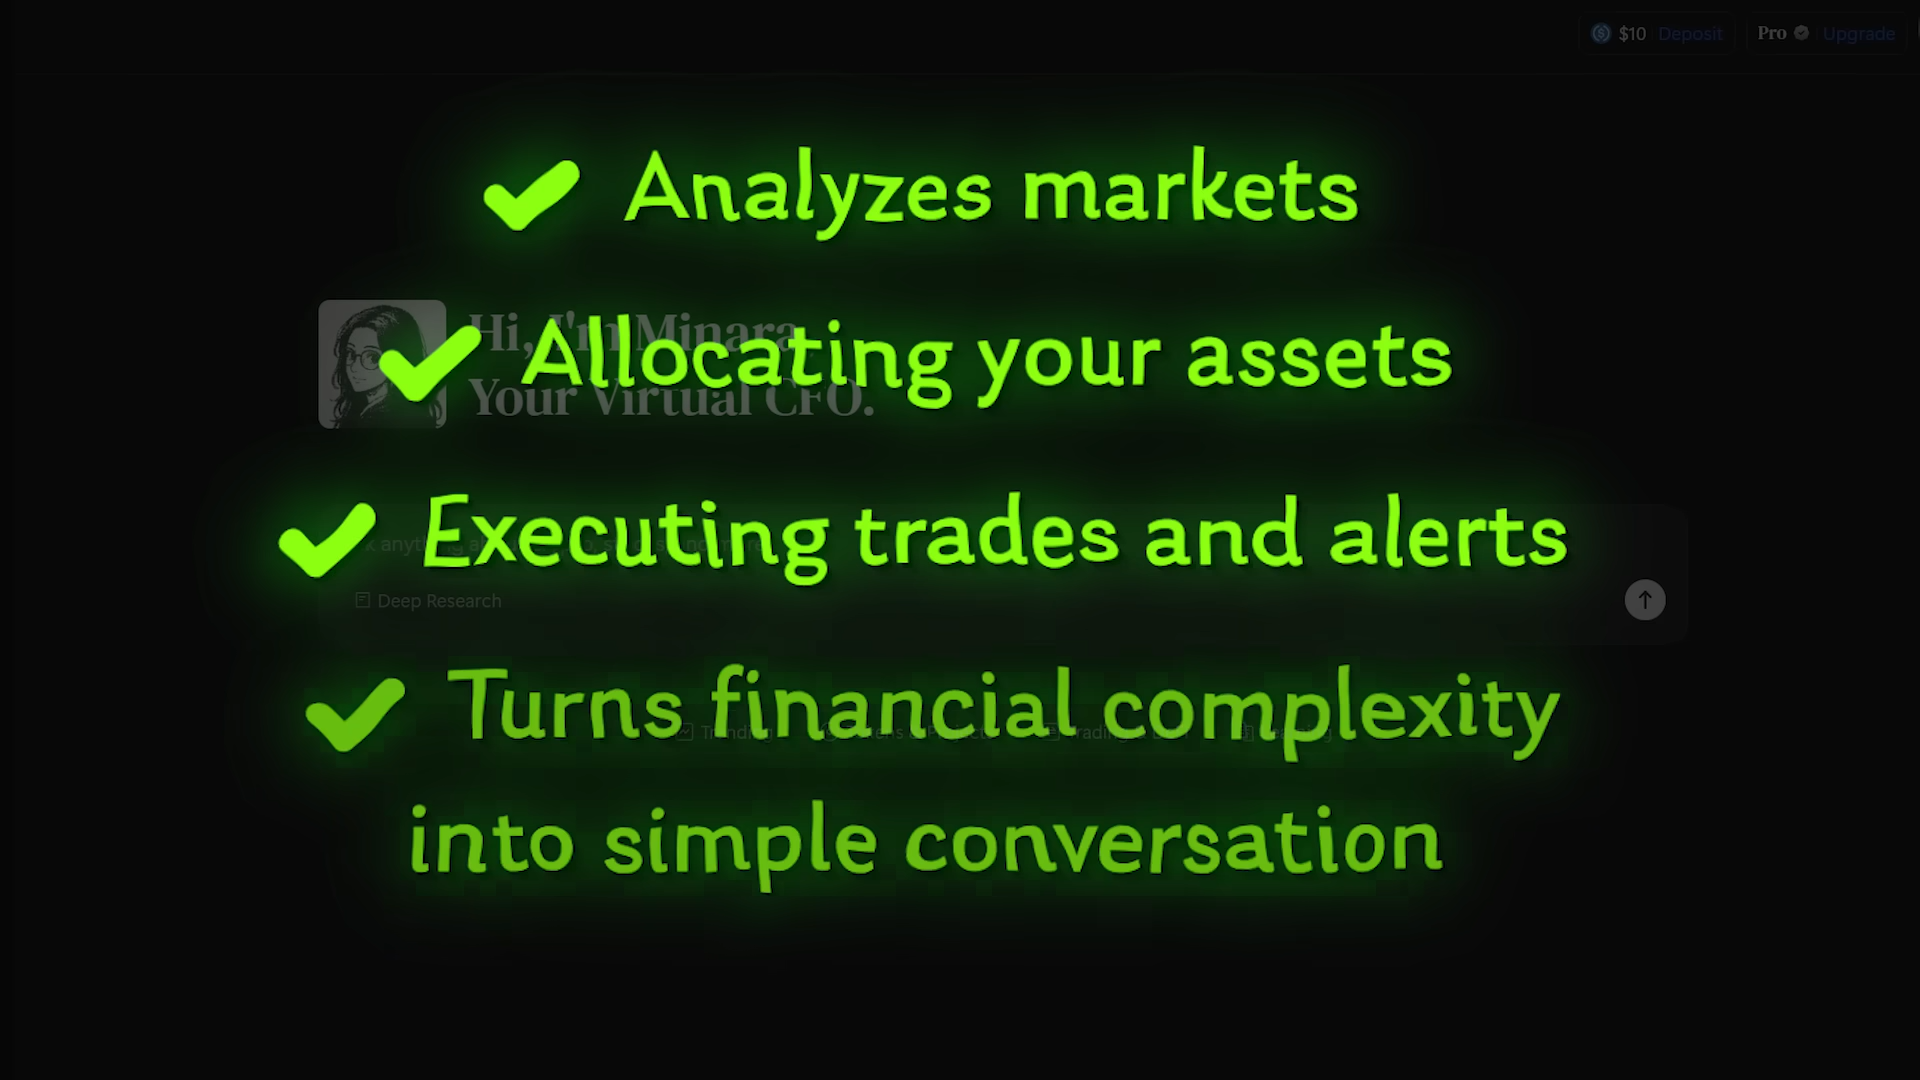 $10 Deposit Pro Upgrade
✔ Analyzes markets
Hi, I'm Minara,
✔ Allocating your assets
Your Virtual CFO.
✔ Executing trades and alerts
Deep Research
✔ Turns financial complexity
Trending
into simple conversation